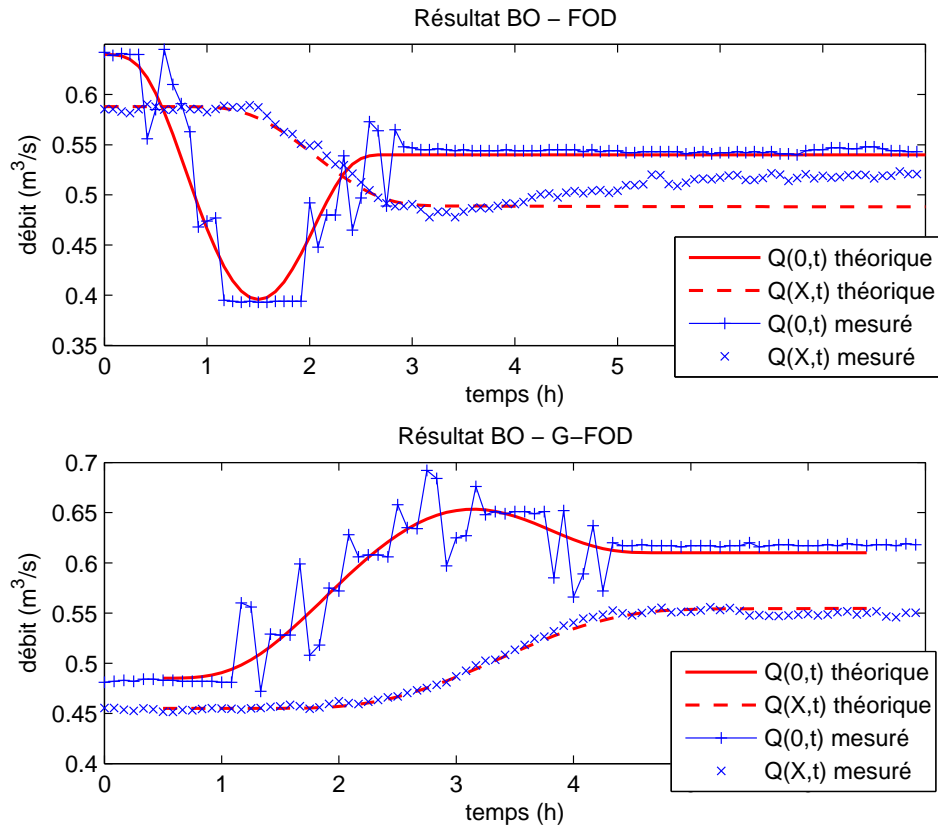 Résultat BO − FOD
débit (m³/s)
0.6
0.55
0.5
0.45
0.4
0.35
0
1
2
3
4
5
temps (h)
Q(0,t) théorique
Q(X,t) théorique
Q(0,t) mesuré
Q(X,t) mesuré
Résultat BO − G−FOD
débit (m³/s)
0.7
0.65
0.6
0.55
0.5
0.45
0.4
0
1
2
3
4
temps (h)
Q(0,t) théorique
Q(X,t) théorique
Q(0,t) mesuré
Q(X,t) mesuré